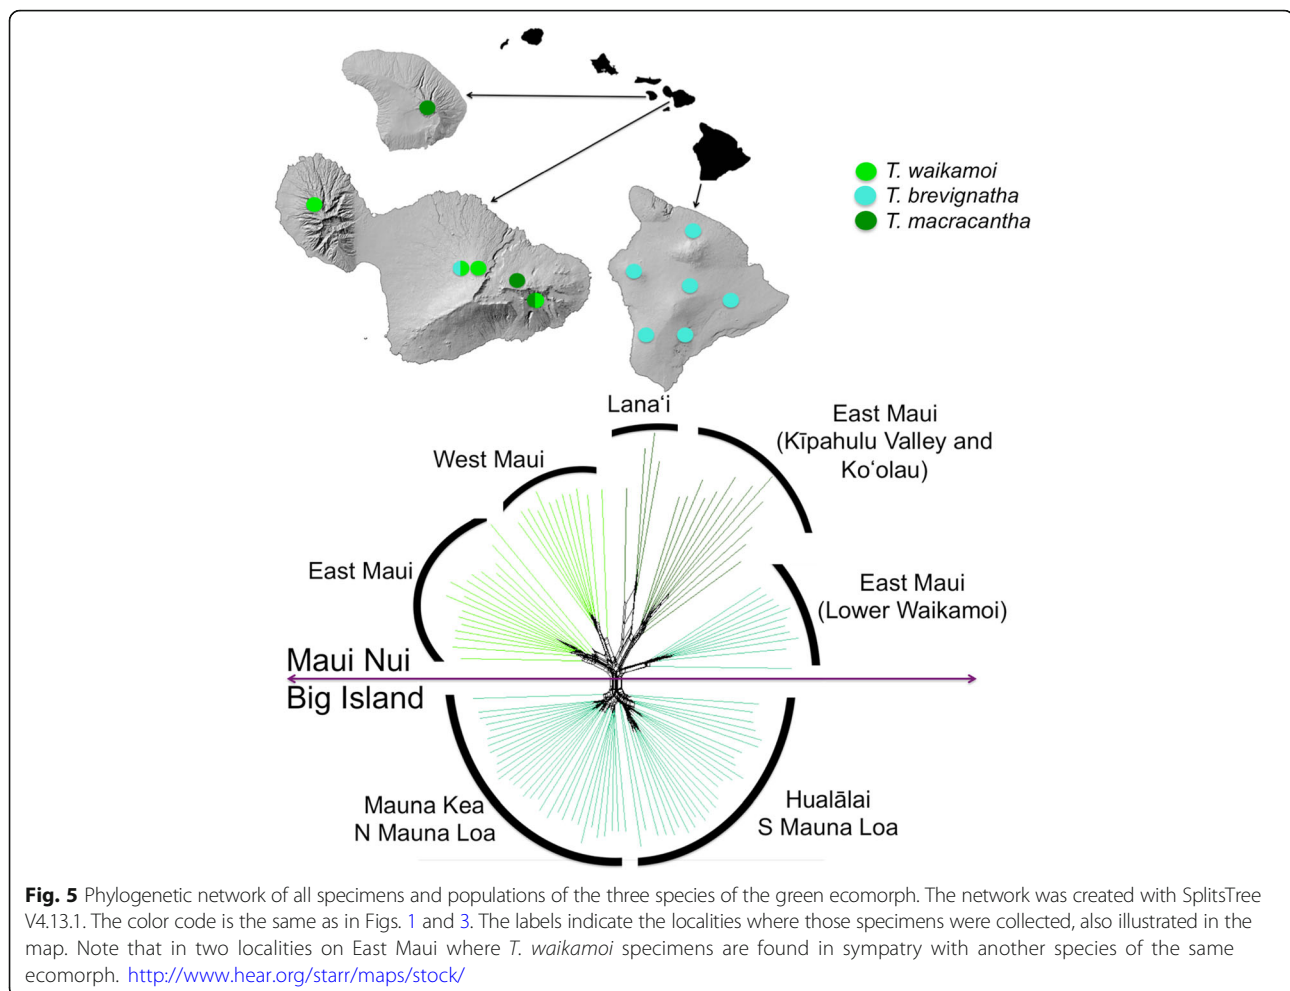 T. waikamoi
T. brevignatha
T. macracantha
Lanaʻi
East Maui
(Kīpahulu Valley and
Koʻolau)
West Maui
East Maui
East Maui
(Lower Waikamoi)
Maui Nui
Big Island
Mauna Kea
N Mauna Loa
Hualālai
S Mauna Loa
Fig. 5 Phylogenetic network of all specimens and populations of the three species of the green ecomorph. The network was created with SplitsTree
V4.13.1. The color code is the same as in Figs. 1 and 3. The labels indicate the localities where those specimens were collected, also illustrated in the
map. Note that in two localities on East Maui where T. waikamoi specimens are found in sympatry with another species of the same
ecomorph. http://www.hear.org/starr/maps/stock/